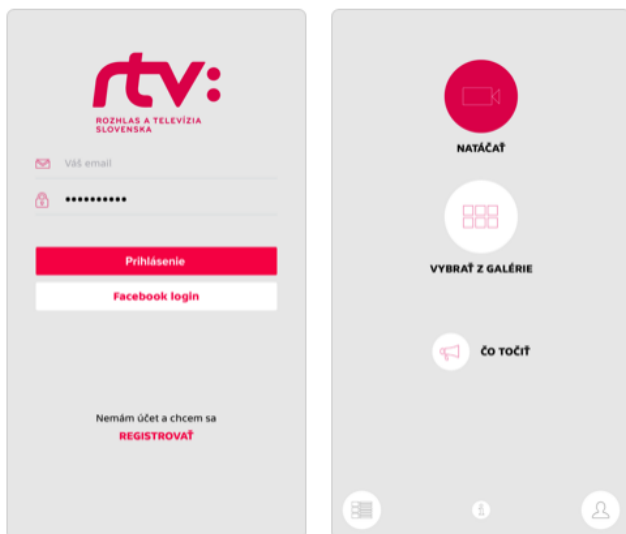 rtv:
ROZHLAS A TELEVÍZIA
SLOVENSKA
Váš email
••••••••••
Prihlásenie
Facebook login
Nemám účet a chcem sa
REGISTROVAŤ
NATÁČAŤ
VYBRAŤ Z GALÉRIE
ČO TOČIŤ